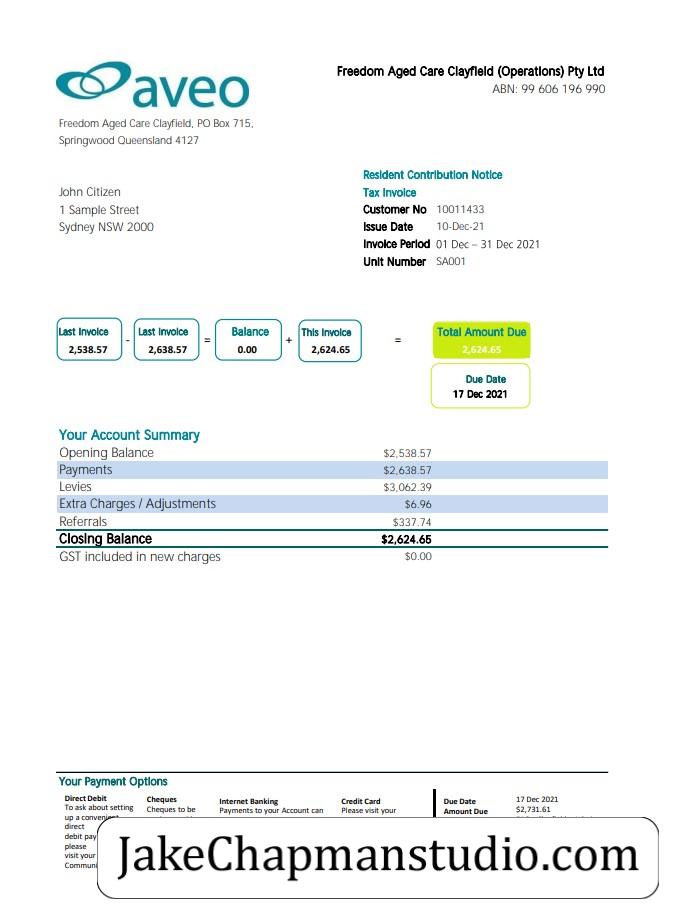 aveo
Freedom Aged Care Clayfield (Operations) Pty Ltd
ABN: 99 606 196 990
Freedom Aged Care Clayfield, PO Box 715,
Springwood Queensland 4127
John Citizen
1 Sample Street
Sydney NSW 2000
Resident Contribution Notice
Tax Invoice
Customer No 10011433
Issue Date 10-Dec-21
Invoice Period 01 Dec – 31 Dec 2021
Unit Number SA001
Last Invoice - Last Invoice = Balance + This Invoice = Total Amount Due
2,538.57 2,638.57 0.00 2,624.65 2,624.65
Due Date
17 Dec 2021
Your Account Summary
Opening Balance $2,538.57
Payments $2,638.57
Levies $3,062.39
Extra Charges / Adjustments $6.96
Referrals $337.74
Closing Balance $2,624.65
GST included in new charges $0.00
Your Payment Options
Direct Debit
To ask about setting
up a convenient
direct
debit pay
please
visit your
Communi
Cheques
Cheques to be
Internet Banking
Payments to your Account can
Credit Card
Please visit your
Due Date 17 Dec 2021
Amount Due $2,731.61
JakeChapmanstudio.com